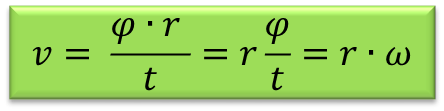 v = φ · r / t = r φ / t = r · ω